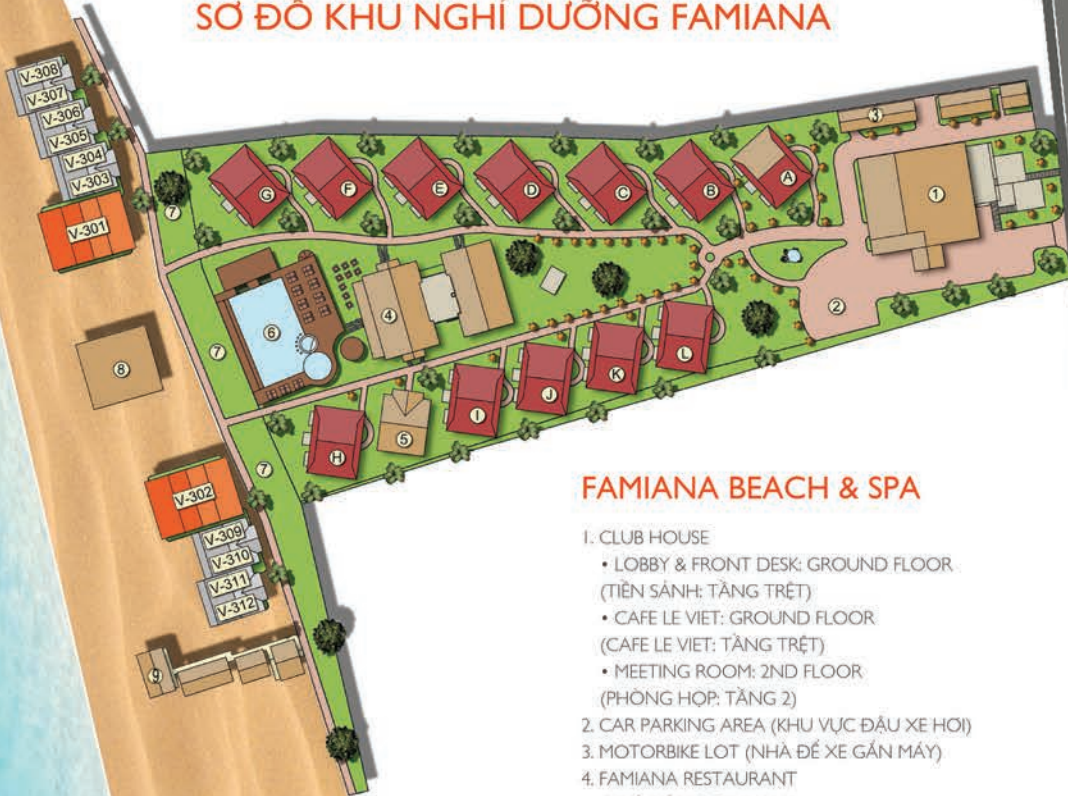 SƠ ĐỒ KHU NGHỈ DƯỠNG FAMIANA
V-308
V-307
V-306
V-305
V-304
V-303
V-301
7
G
F
E
D
C
B
A
3
1
2
6
4
7
8
L
K
J
I
5
H
7
V-302
V-309
V-310
V-311
V-312
9
FAMIANA BEACH & SPA
1. CLUB HOUSE
• LOBBY & FRONT DESK: GROUND FLOOR
(TIỀN SẢNH: TẦNG TRỆT)
• CAFE LE VIET: GROUND FLOOR
(CAFE LE VIET: TẦNG TRỆT)
• MEETING ROOM: 2ND FLOOR
(PHÒNG HỌP: TẦNG 2)
2. CAR PARKING AREA (KHU VỰC ĐẬU XE HƠI)
3. MOTORBIKE LOT (NHÀ ĐỂ XE GẮN MÁY)
4. FAMIANA RESTAURANT